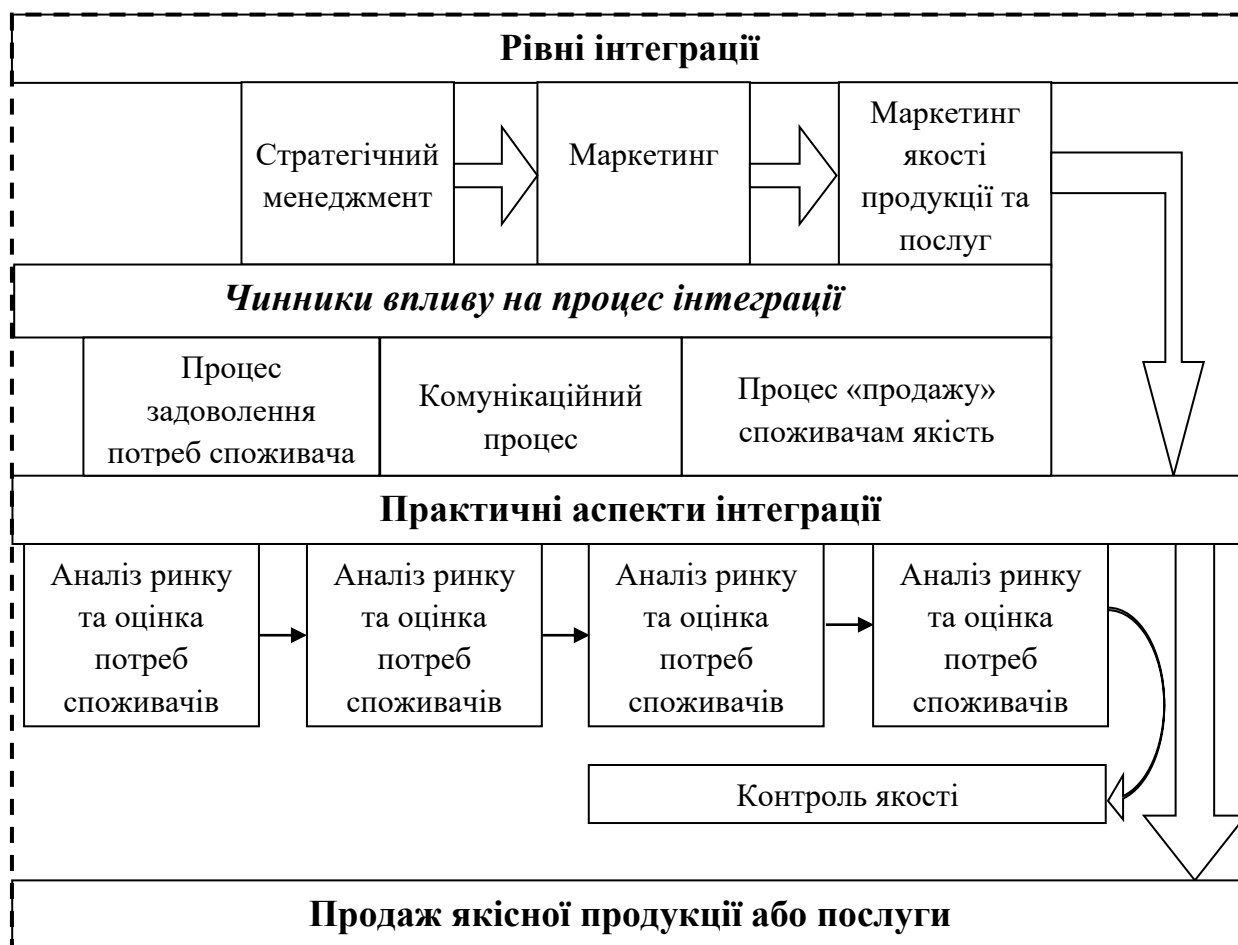 Рівні інтеграції
Стратегічний
менеджмент
Маркетинг
Маркетинг
якості
продукції та
послуг
Чинники впливу на процес інтеграції
Процес
задоволення
потреб споживача
Комунікаційний
процес
Процес «продажу»
споживачам якість
Практичні аспекти інтеграції
Аналіз ринку
та оцінка
потреб
споживачів
Аналіз ринку
та оцінка
потреб
споживачів
Аналіз ринку
та оцінка
потреб
споживачів
Аналіз ринку
та оцінка
потреб
споживачів
Контроль якості
Продаж якісної продукції або послуги